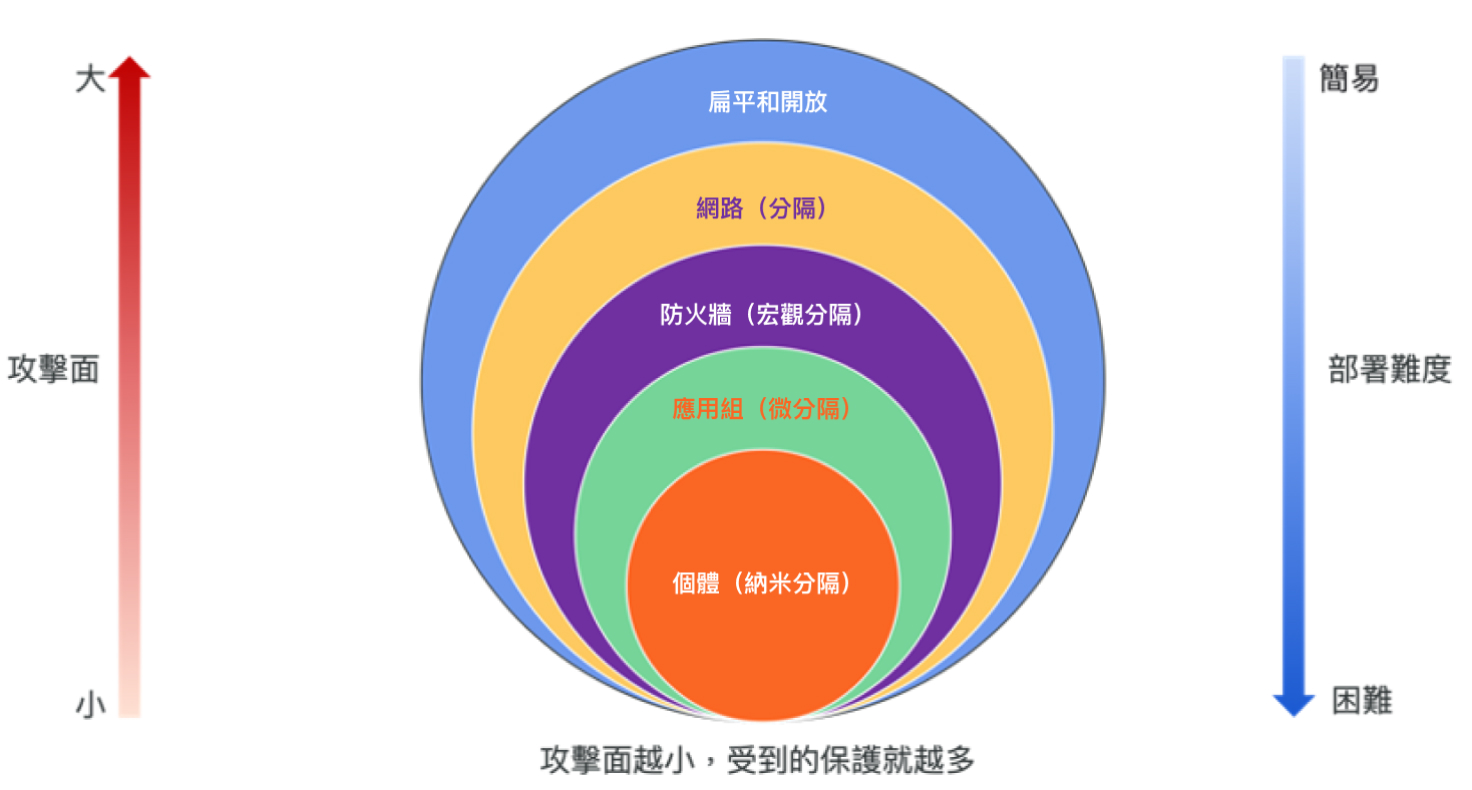 大
簡易
扁平和開放
網路（分隔）
防火牆（宏觀分隔）
攻擊面
部署難度
應用組（微分隔）
個體（納米分隔）
小
困難
攻擊面越小，受到的保護就越多